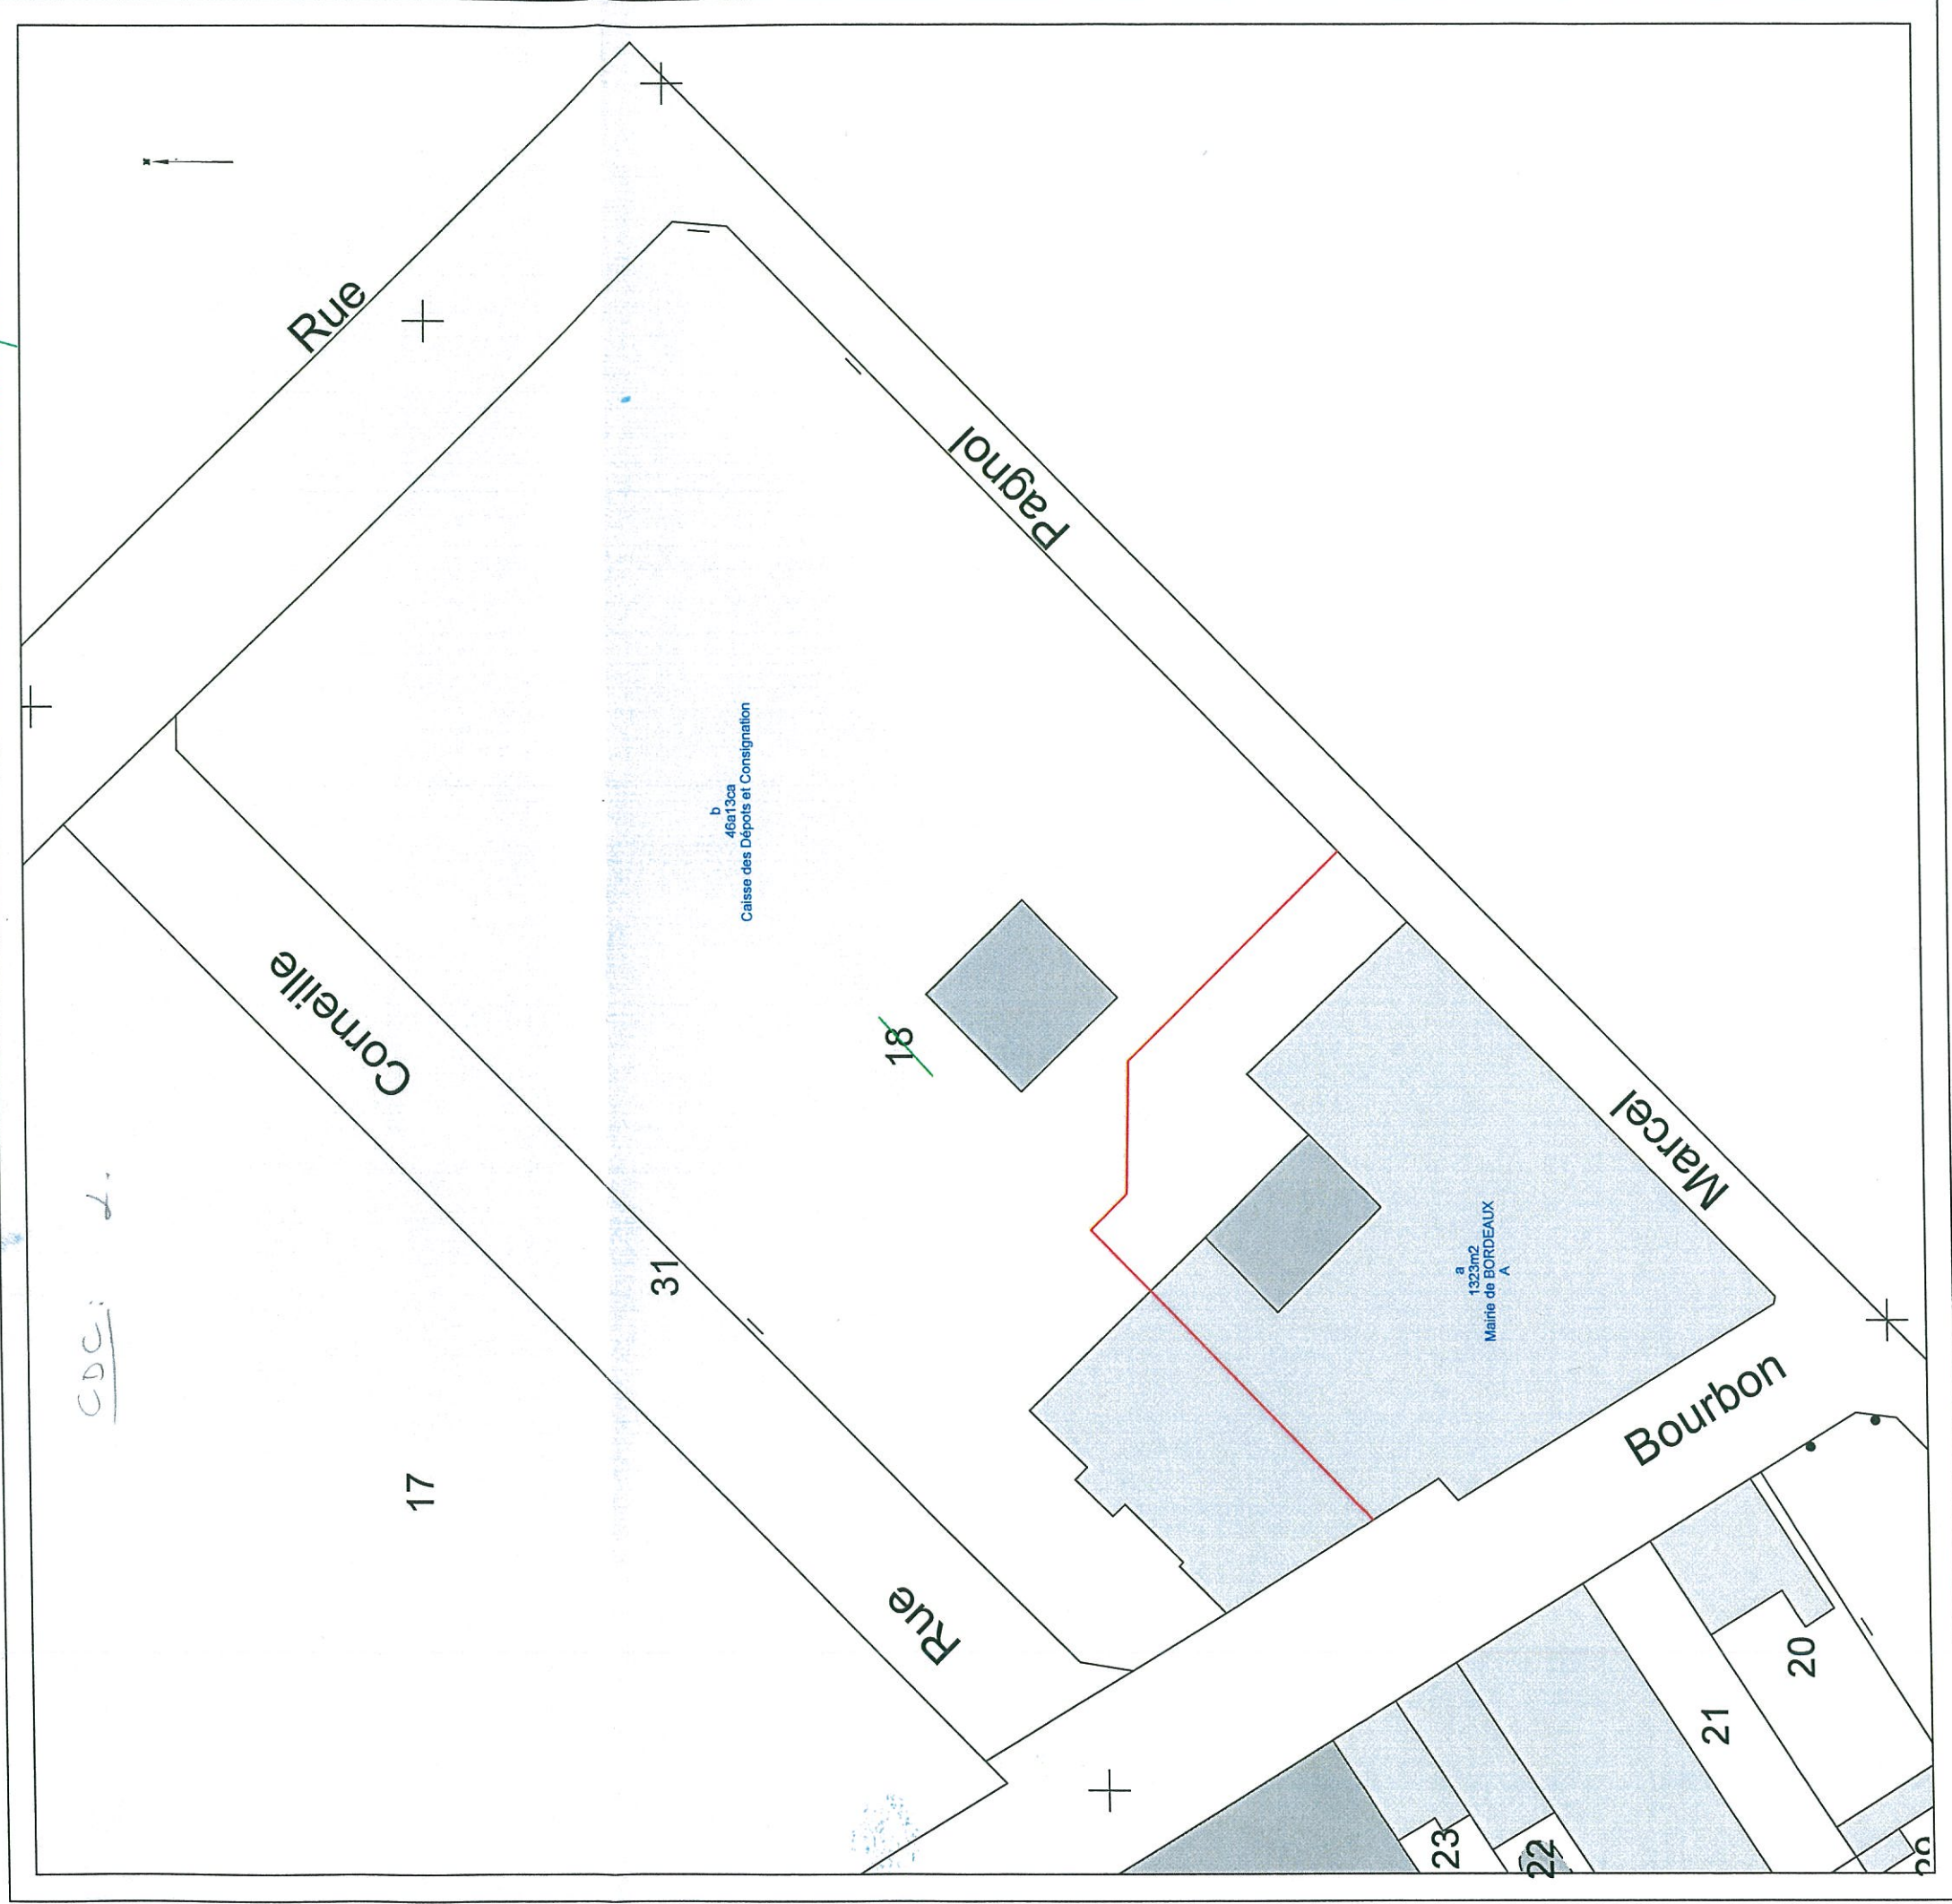 Rue
Pagnol
b
46a13ca
Caisse des Dépots et Consignation
Corneille
18
Marcel
CDC:
31
a
1323m2
Mairie de BORDEAUX
A
17
Bourbon
Rue
20
21
23
22